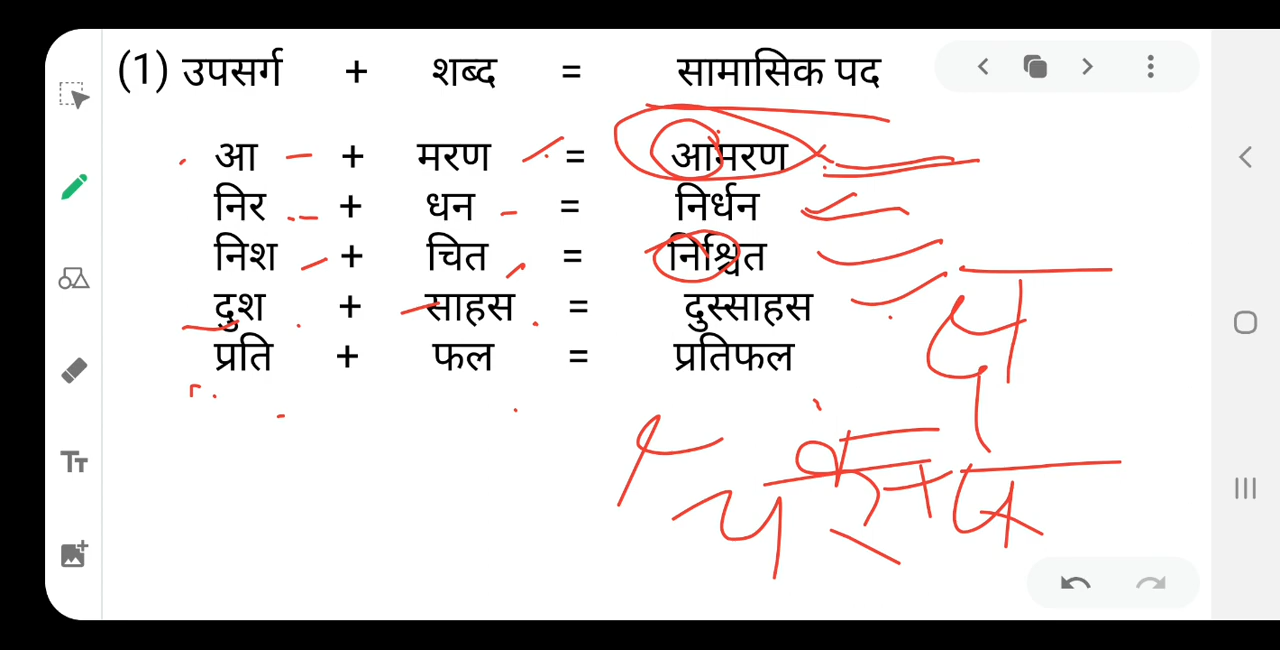 (1) उपसर्ग + शब्द = सामासिक पद
आ + मरण = आमरण
निर + धन = निर्धन
निश + चित = निश्चित
दुश + साहस = दुस्साहस
प्रति + फल = प्रतिफल